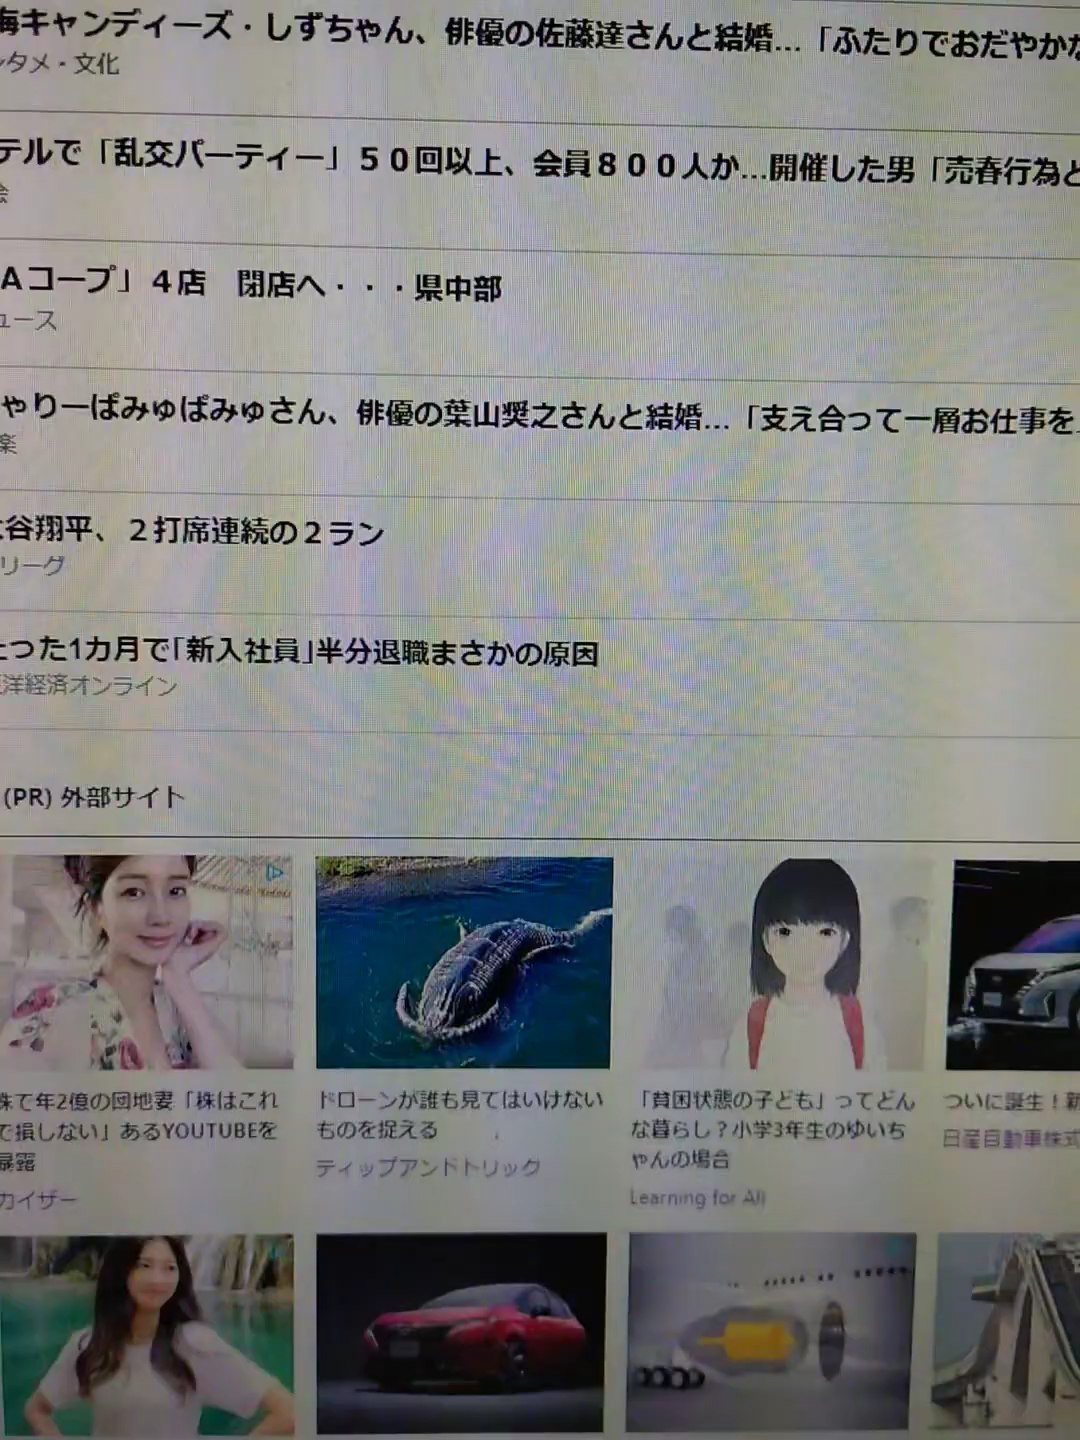 海キャンディーズ・しずちゃん、俳優の佐藤達さんと結婚…「ふたりでおだやかな
ンタメ・文化
テルで「乱交パーティー」５０回以上、会員８００人か…開催した男「売春行為と
会
Aコープ」４店　閉店へ・・・県中部
ュース
ゃりーぱみゅぱみゅさん、俳優の葉山奨之さんと結婚…「支え合って一層お仕事を
楽
大谷翔平、２打席連続の２ラン
リーグ
たった1カ月で「新入社員」半分退職まさかの原因
洋経済オンライン
(PR) 外部サイト
株で年2億の団地妻「株はこれ
で損しない」あるYOUTUBEを
暴露
カイザー
ドローンが誰も見てはいけない
ものを捉える
ティップアンドトリック
「貧困状態の子ども」ってどん
な暮らし？小学3年生のゆいち
ゃんの場合
Learning for All
ついに誕生！新
日産自動車株式